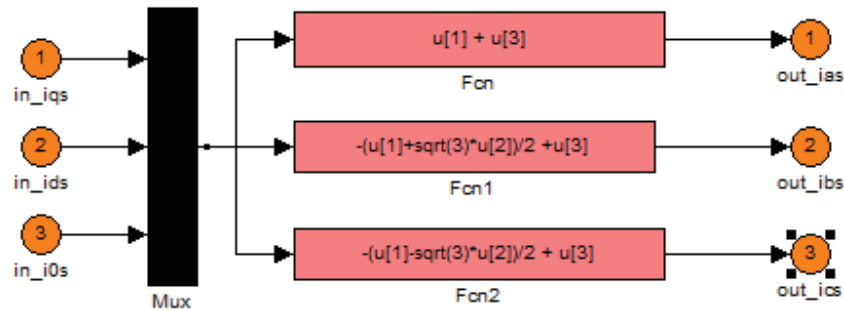 1
in_iqs
2
in_ids
3
in_i0s
Mux
u[1] + u[3]
Fcn
-(u[1]+sqrt(3)*u[2])/2 +u[3]
Fcn1
-(u[1]-sqrt(3)*u[2])/2 + u[3]
Fcn2
1
out_ias
2
out_ibs
3
out_ics